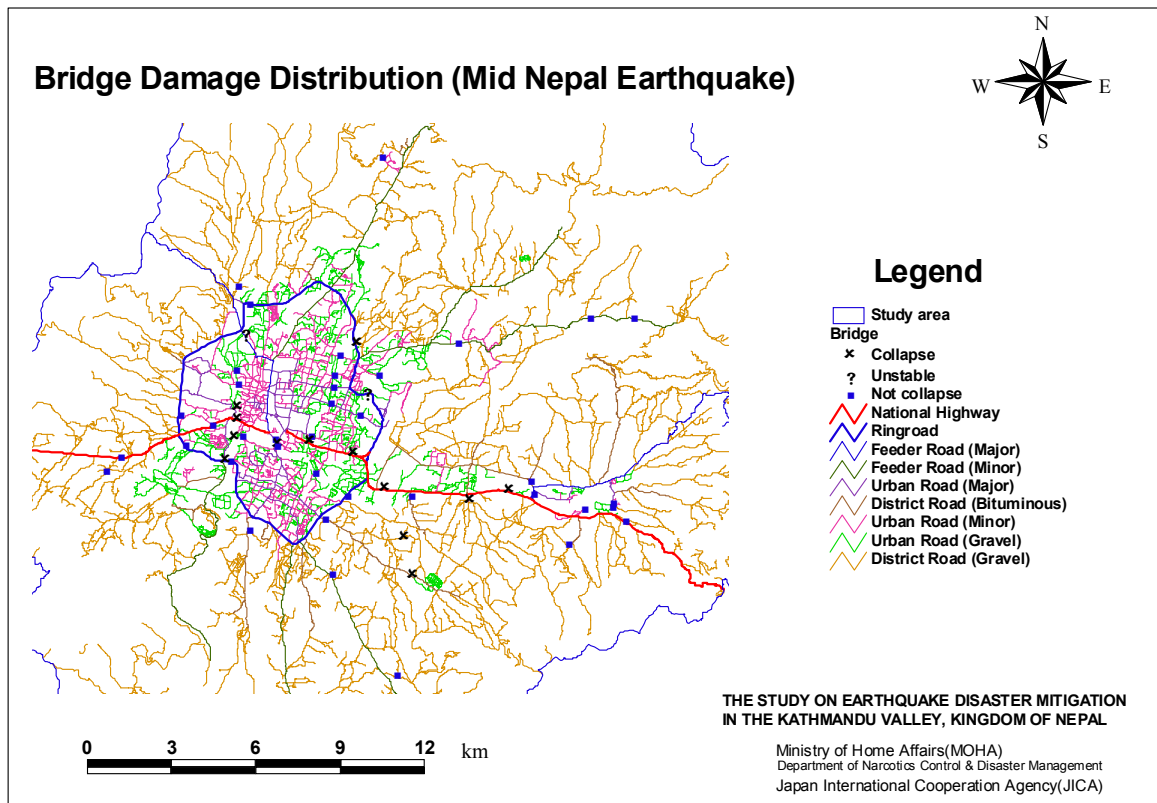 N
Bridge Damage Distribution (Mid Nepal Earthquake)
W E
S
Legend
Study area
Bridge
Collapse
? Unstable
Not collapse
National Highway
Ringroad
Feeder Road (Major)
Feeder Road (Minor)
Urban Road (Major)
District Road (Bituminous)
Urban Road (Minor)
Urban Road (Gravel)
District Road (Gravel)
?
?
THE STUDY ON EARTHQUAKE DISASTER MITIGATION
IN THE KATHMANDU VALLEY, KINGDOM OF NEPAL
0 3 6 9 12 km
Ministry of Home Affairs(MOHA)
Department of Narcotics Control & Disaster Management
Japan International Cooperation Agency(JICA)